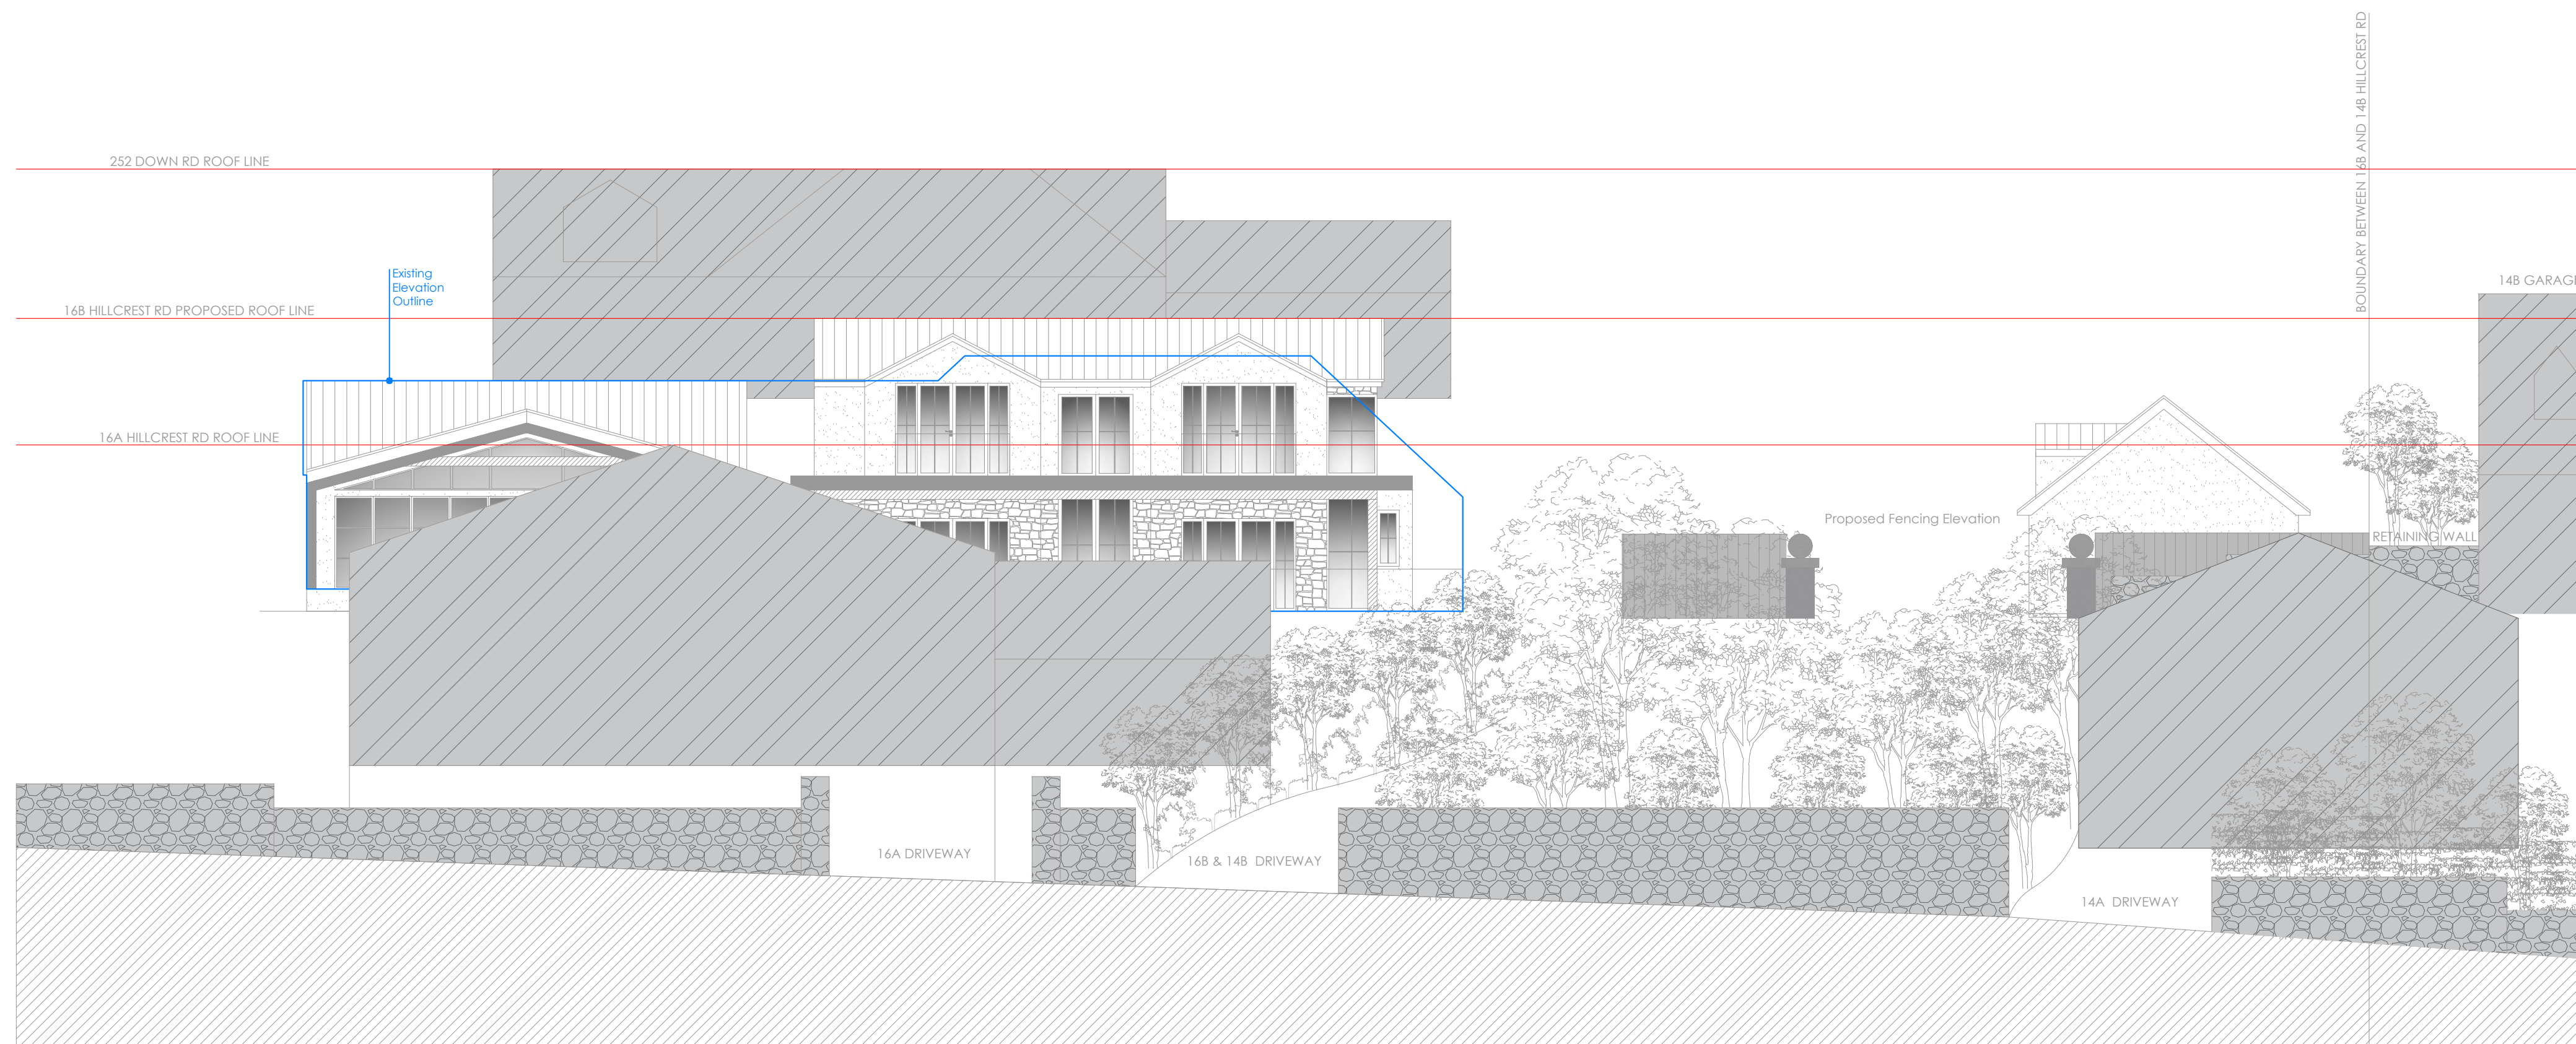 BOUNDARY BETWEEN 16B AND 14B HILLCREST RD
252 DOWN RD ROOF LINE
Existing
Elevation
Outline
14B GARAGE
16B HILLCREST RD PROPOSED ROOF LINE
16A HILLCREST RD ROOF LINE
Proposed Fencing Elevation
RETAINING WALL
16A DRIVEWAY
16B & 14B DRIVEWAY
14A DRIVEWAY